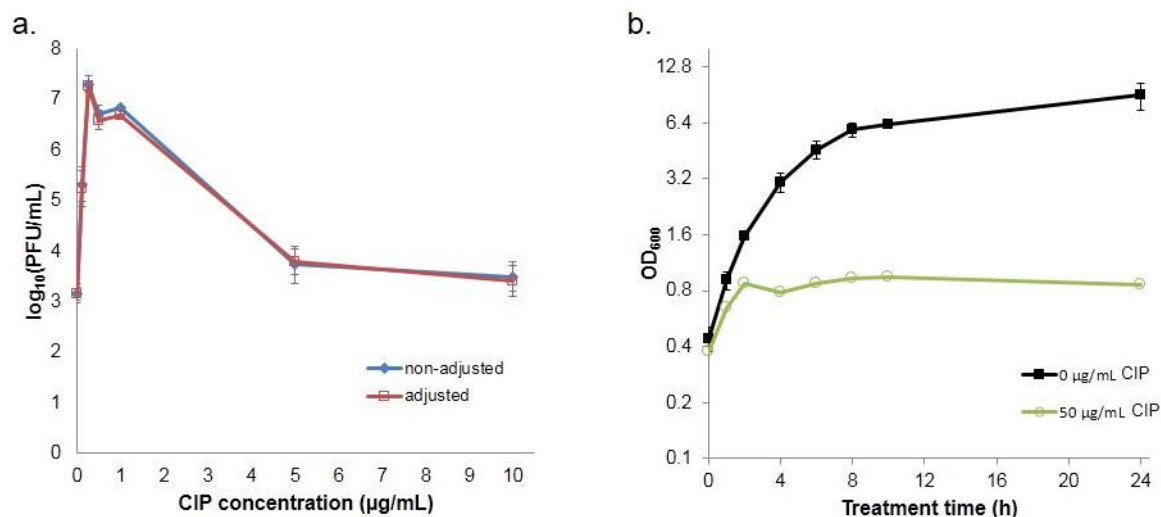 a.
8
7
6
5
4
3
2
1
0
log10(PFU/mL)
non-adjusted
adjusted
0 1 2 3 4 5 6 7 8 9 10
CIP concentration (µg/mL)
b.
12.8
6.4
3.2
1.6
0.8
0.4
0.2
0.1
OD600
0 µg/mL CIP
50 µg/mL CIP
0 4 8 12 16 20 24
Treatment time (h)